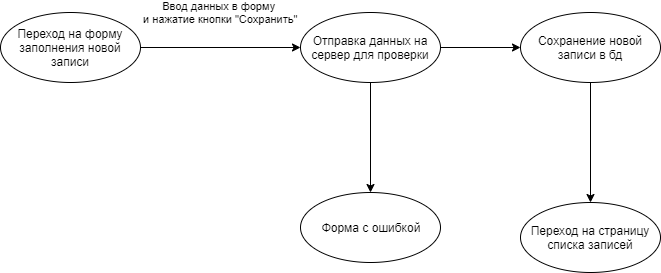 Ввод данных в форму
и нажатие кнопки "Сохранить"
Переход на форму
заполнения новой
записи
Отправка данных на
сервер для проверки
Сохранение новой
записи в бд
Форма с ошибкой
Переход на страницу
списка записей